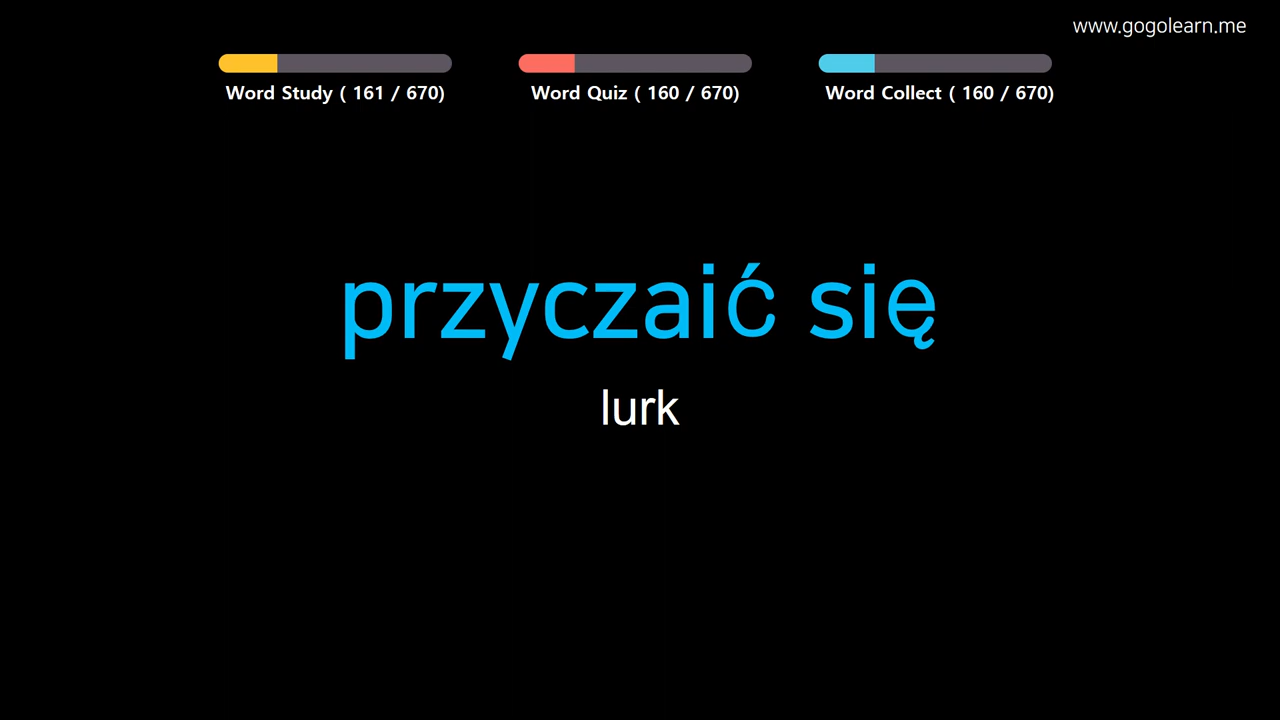 www.gogolearn.me
Word Study ( 161 / 670)
Word Quiz ( 160 / 670)
Word Collect ( 160 / 670)
przyczaić się
lurk